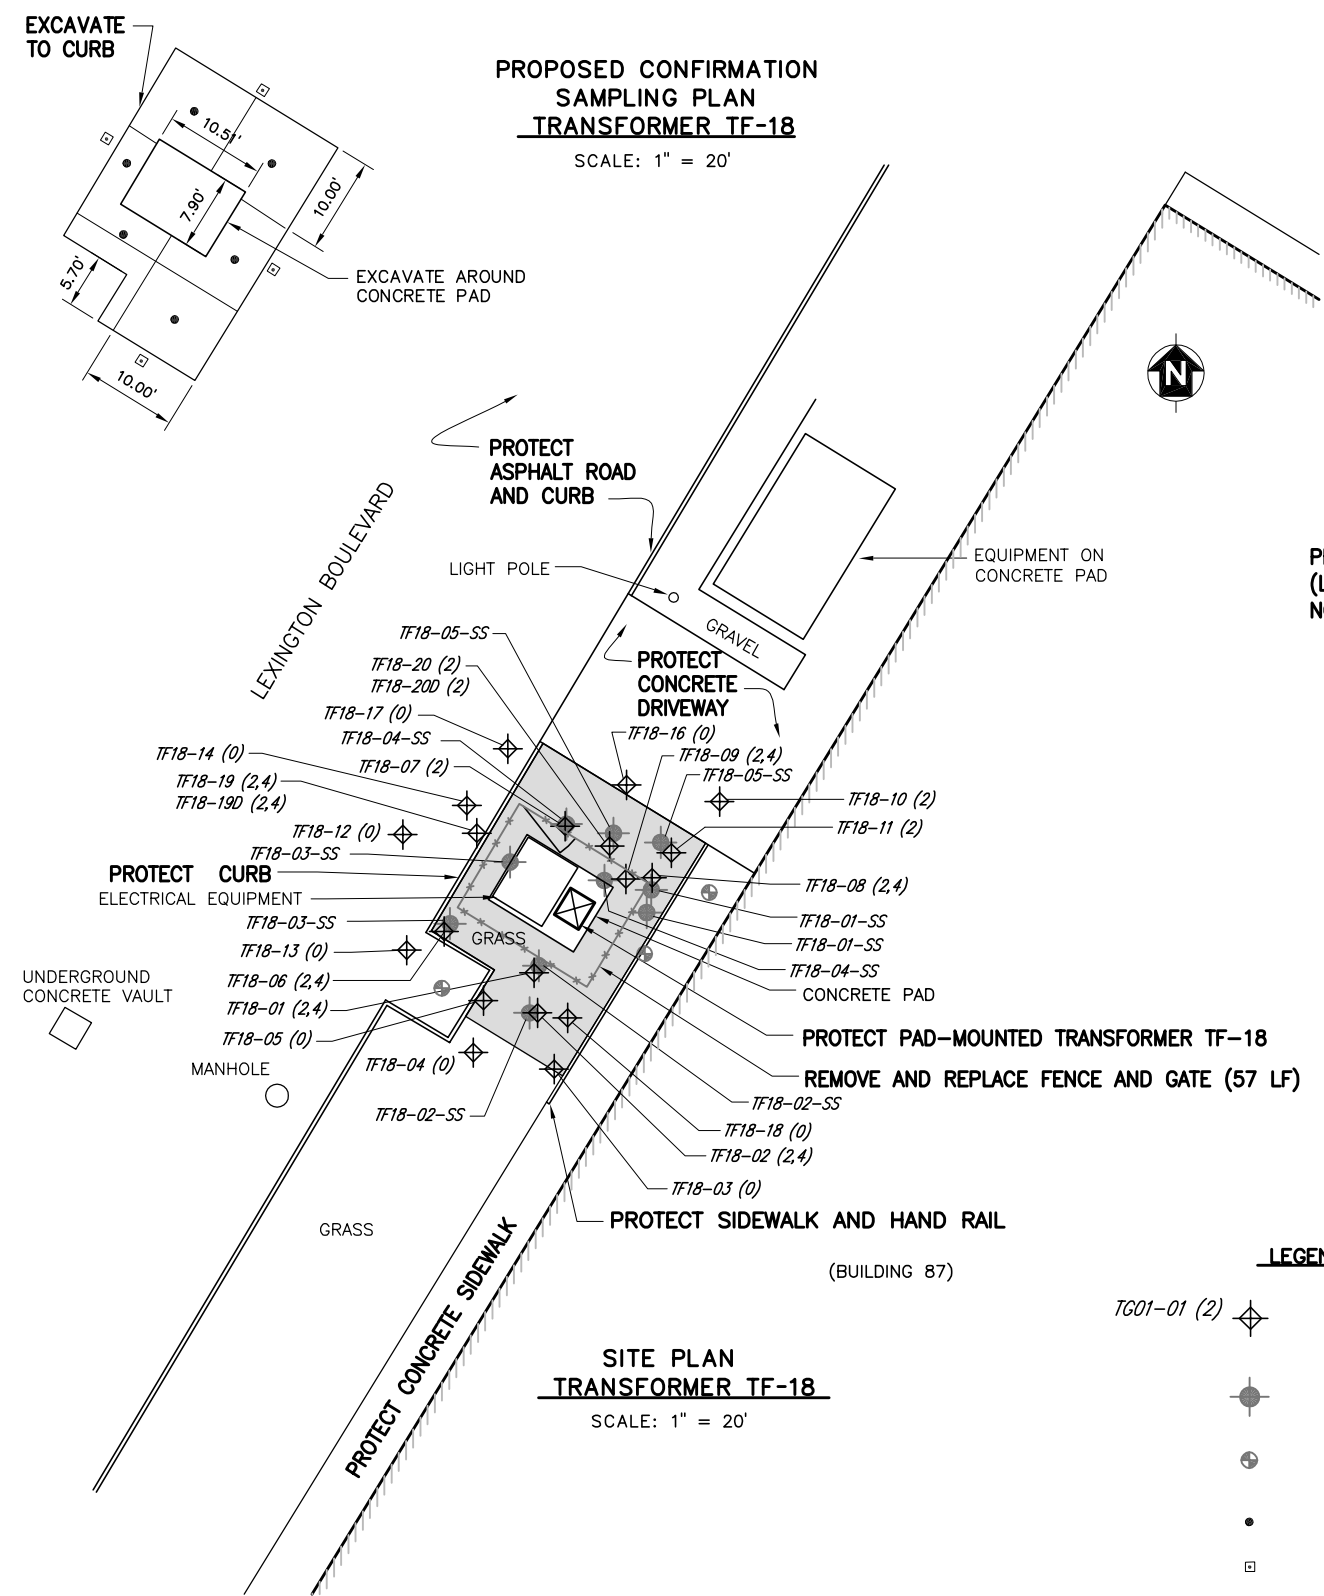 EXCAVATE
TO CURB
PROPOSED CONFIRMATION
SAMPLING PLAN
TRANSFORMER TF-18
SCALE: 1" = 20'
10.51'
7.90'
10.00'
5.70'
10.00'
EXCAVATE AROUND
CONCRETE PAD
N
PROTECT
ASPHALT ROAD
AND CURB
LEXINGTON BOULEVARD
LIGHT POLE
EQUIPMENT ON
CONCRETE PAD
GRAVEL
PROTECT
CONCRETE
DRIVEWAY
TF18-05-SS
TF18-20 (2)
TF18-20D (2)
TF18-17 (0)
TF18-04-SS
TF18-07 (2)
TF18-14 (0)
TF18-19 (2,4)
TF18-19D (2,4)
TF18-12 (0)
TF18-03-SS
PROTECT CURB
ELECTRICAL EQUIPMENT
TF18-03-SS
TF18-13 (0)
TF18-06 (2,4)
TF18-01 (2,4)
TF18-05 (0)
TF18-04 (0)
TF18-02-SS
UNDERGROUND
CONCRETE VAULT
MANHOLE
GRASS
TF18-16 (0)
TF18-09 (2,4)
TF18-05-SS
TF18-10 (2)
TF18-11 (2)
TF18-08 (2,4)
TF18-01-SS
TF18-01-SS
TF18-04-SS
CONCRETE PAD
PROTECT PAD-MOUNTED TRANSFORMER TF-18
REMOVE AND REPLACE FENCE AND GATE (57 LF)
TF18-02-SS
TF18-18 (0)
TF18-02 (2,4)
TF18-03 (0)
PROTECT SIDEWALK AND HAND RAIL
GRASS
PROTECT CONCRETE SIDEWALK
(BUILDING 87)
SITE PLAN
TRANSFORMER TF-18
SCALE: 1" = 20'
TG01-01 (2)